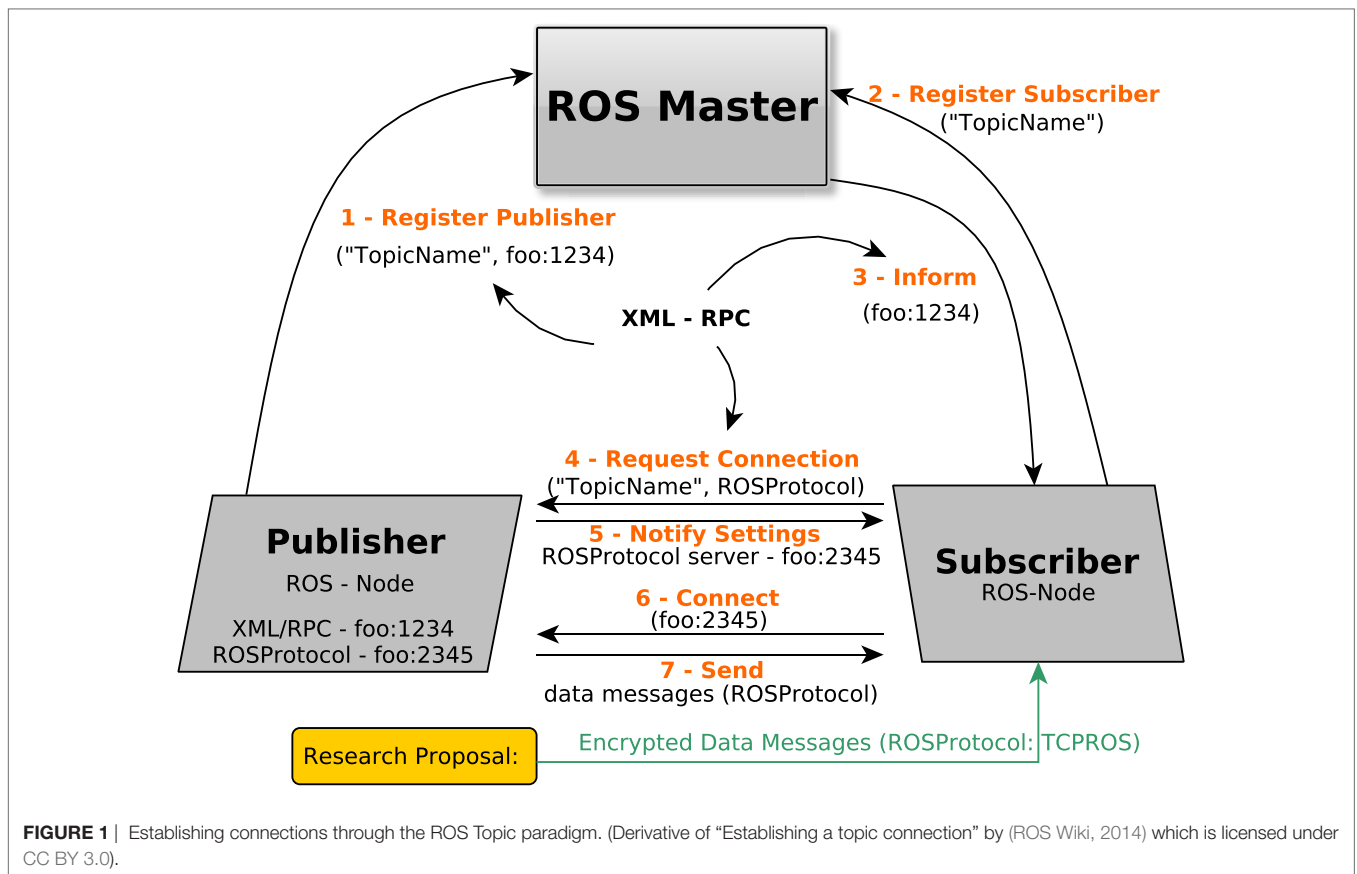 ROS Master
2 - Register Subscriber
("TopicName")
1 - Register Publisher
("TopicName", foo:1234)
3 - Inform
(foo:1234)
XML - RPC
4 - Request Connection
("TopicName", ROSProtocol)
5 - Notify Settings
ROSProtocol server - foo:2345
Publisher
ROS - Node
XML/RPC - foo:1234
ROSProtocol - foo:2345
Subscriber
ROS-Node
6 - Connect
(foo:2345)
7 - Send
data messages (ROSProtocol)
Research Proposal:
Encrypted Data Messages (ROSProtocol: TCPROS)
FIGURE 1 | Establishing connections through the ROS Topic paradigm. (Derivative of “Establishing a topic connection” by (ROS Wiki, 2014) which is licensed under
CC BY 3.0).